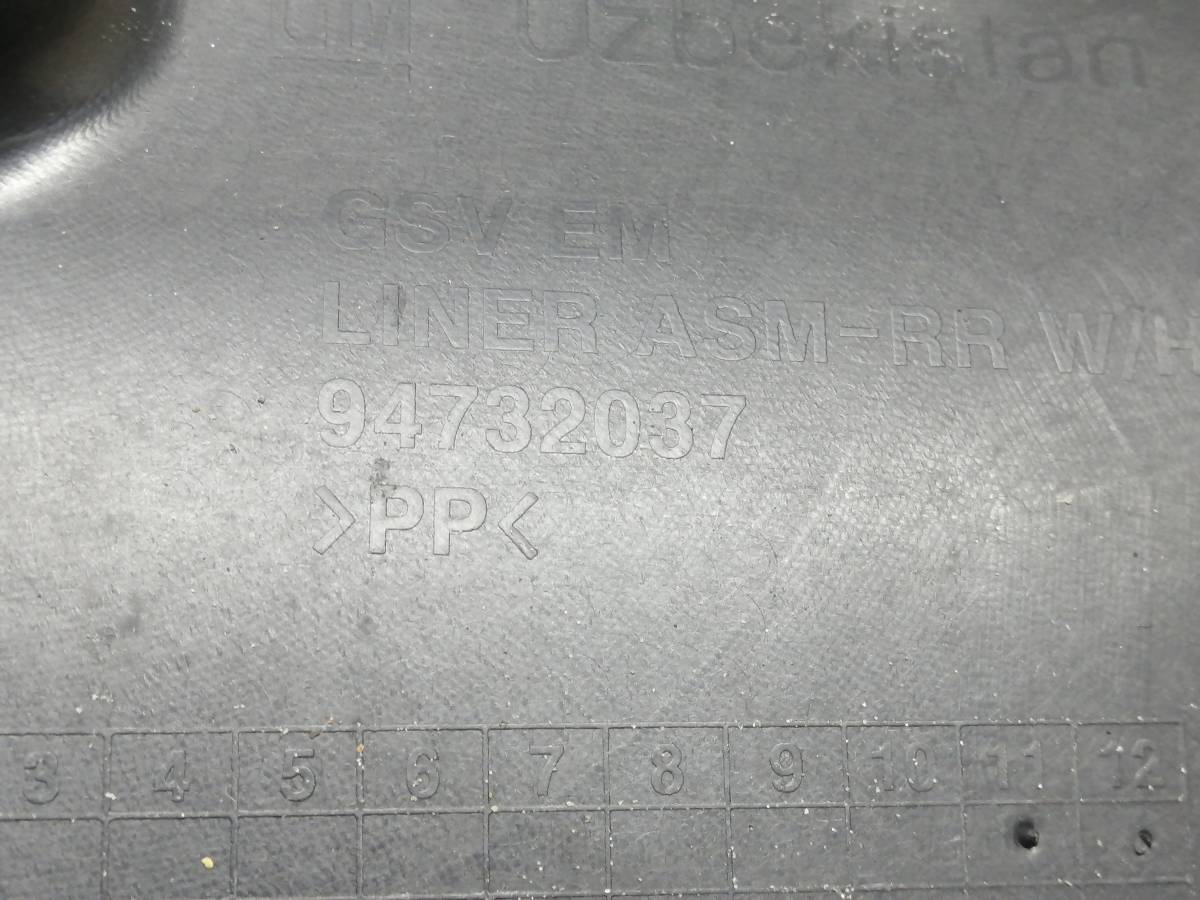 gm Uzbekistan
GSV EM
LINER ASM-RR W/H
94732037
>PP<
3 4 5 6 7 8 9 10 11 12